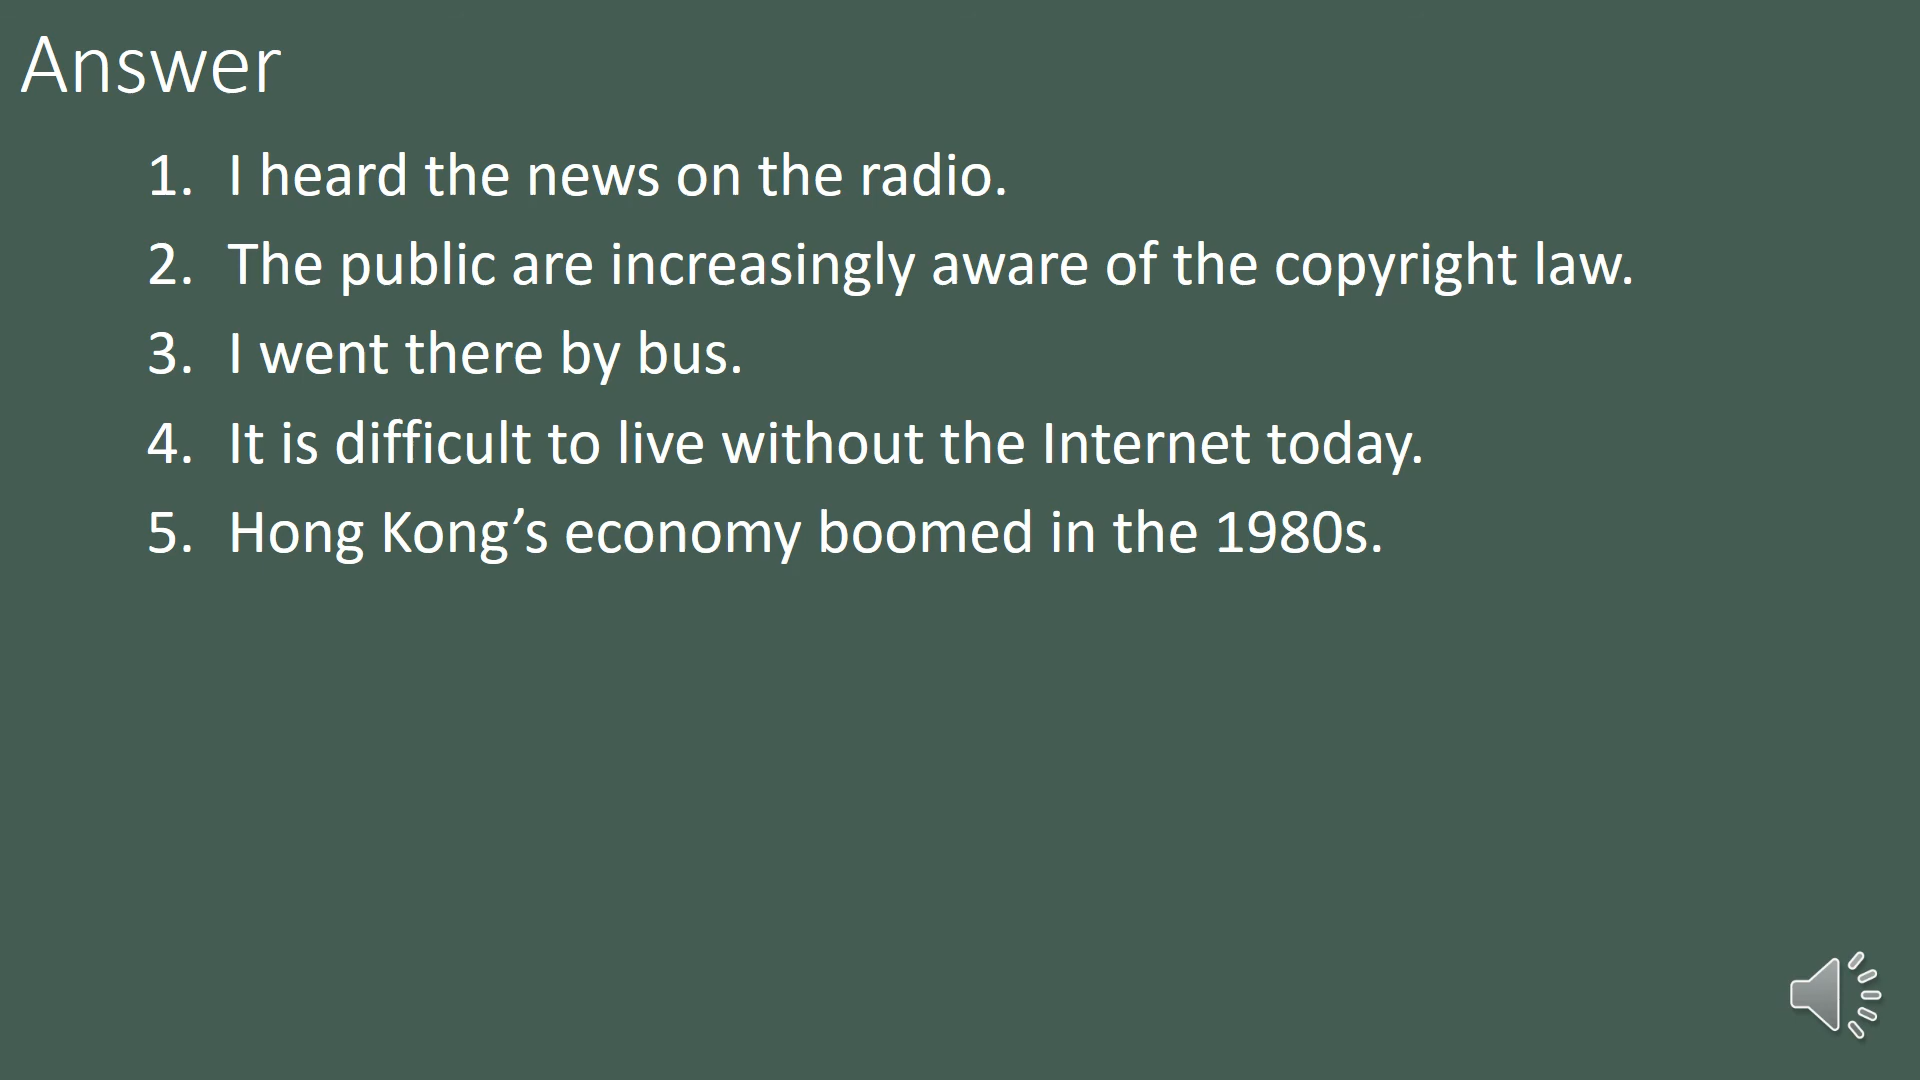 Answer
1. I heard the news on the radio.
2. The public are increasingly aware of the copyright law.
3. I went there by bus.
4. It is difficult to live without the Internet today.
5. Hong Kong’s economy boomed in the 1980s.